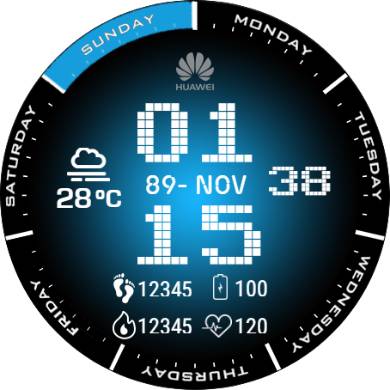 SUNDAY
MONDAY
TUESDAY
WEDNESDAY
THURSDAY
FRIDAY
SATURDAY
HUAWEI
01
28°C
89- NOV
38
15
12345
100
12345
120